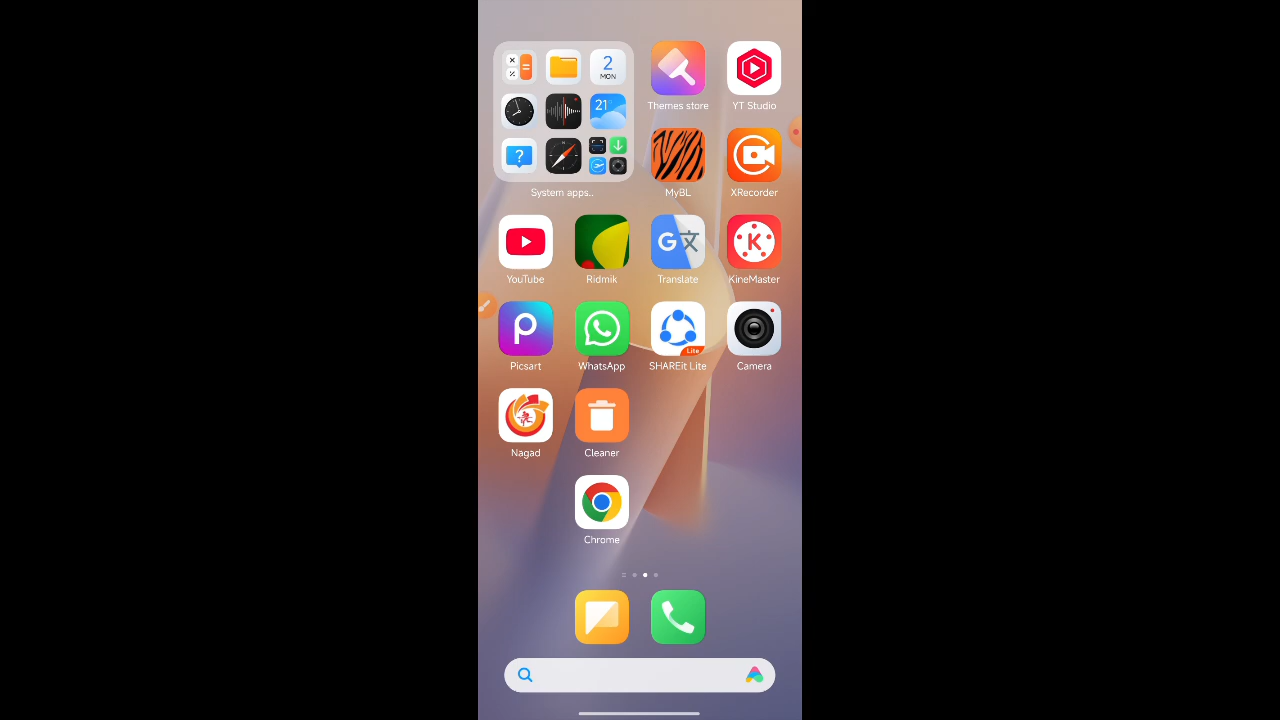 2
MON
21°
System apps..
Themes store
YT Studio
MyBL
XRecorder
YouTube
Ridmik
Translate
KineMaster
Picsart
WhatsApp
Lite
SHAREit Lite
Camera
Nagad
Cleaner
Chrome